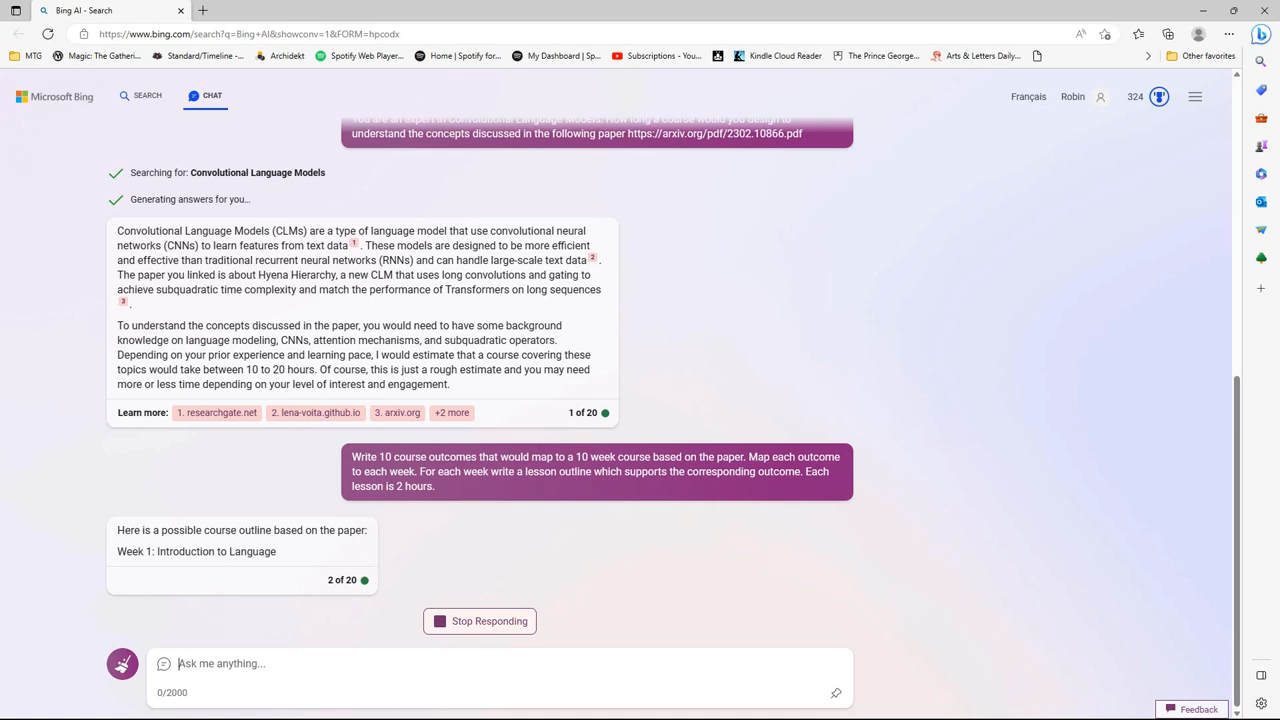 Bing AI - Search
https://www.bing.com/search?q=Bing+AI&showconv=1&FORM=hpcodx
MTG
Magic: The Gatheri...
Standard/Timeline -...
Archidekt
Spotify Web Player...
Home | Spotify for...
My Dashboard | Sp...
Subscriptions - You...
Kindle Cloud Reader
The Prince George...
Arts & Letters Daily...
Other favorites
Microsoft Bing
SEARCH
CHAT
Français
Robin
324
You are an expert in Convolutional Language Models. How long a course would you design to
understand the concepts discussed in the following paper https://arxiv.org/pdf/2302.10866.pdf
Searching for: Convolutional Language Models
Generating answers for you...
Convolutional Language Models (CLMs) are a type of language model that use convolutional neural
networks (CNNs) to learn features from text data 1 . These models are designed to be more efficient
and effective than traditional recurrent neural networks (RNNs) and can handle large-scale text data 2 .
The paper you linked is about Hyena Hierarchy, a new CLM that uses long convolutions and gating to
achieve subquadratic time complexity and match the performance of Transformers on long sequences
3 .
To understand the concepts discussed in the paper, you would need to have some background
knowledge on language modeling, CNNs, attention mechanisms, and subquadratic operators.
Depending on your prior experience and learning pace, I would estimate that a course covering these
topics would take between 10 to 20 hours. Of course, this is just a rough estimate and you may need
more or less time depending on your level of interest and engagement.
Learn more: 1. researchgate.net 2. lena-voita.github.io 3. arxiv.org +2 more 1 of 20
Write 10 course outcomes that would map to a 10 week course based on the paper. Map each outcome
to each week. For each week write a lesson outline which supports the corresponding outcome. Each
lesson is 2 hours.
Here is a possible course outline based on the paper:
Week 1: Introduction to Language
2 of 20
Stop Responding
Ask me anything...
0/2000
Feedback